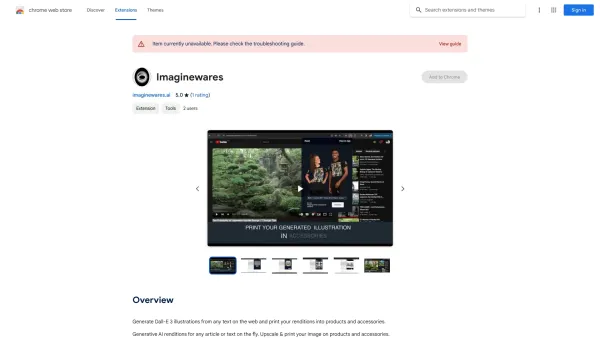 chrome web store
Discover
Extensions
Themes
Search extensions and themes
Sign in
Item currently unavailable. Please check the troubleshooting guide.
View guide
Imaginewares
Add to Chrome
imaginewares.ai 5.0 ★ (1 rating)
Extension
Tools
2 users
PRINT YOUR GENERATED ILLUSTRATION
IN ACCESSORIES
Overview
Generate Dall-E 3 illustrations from any text on the web and print your renditions into products and accessories
Generative AI renditions for any article or text on the fly. Upscale & print your image on products and accessories.